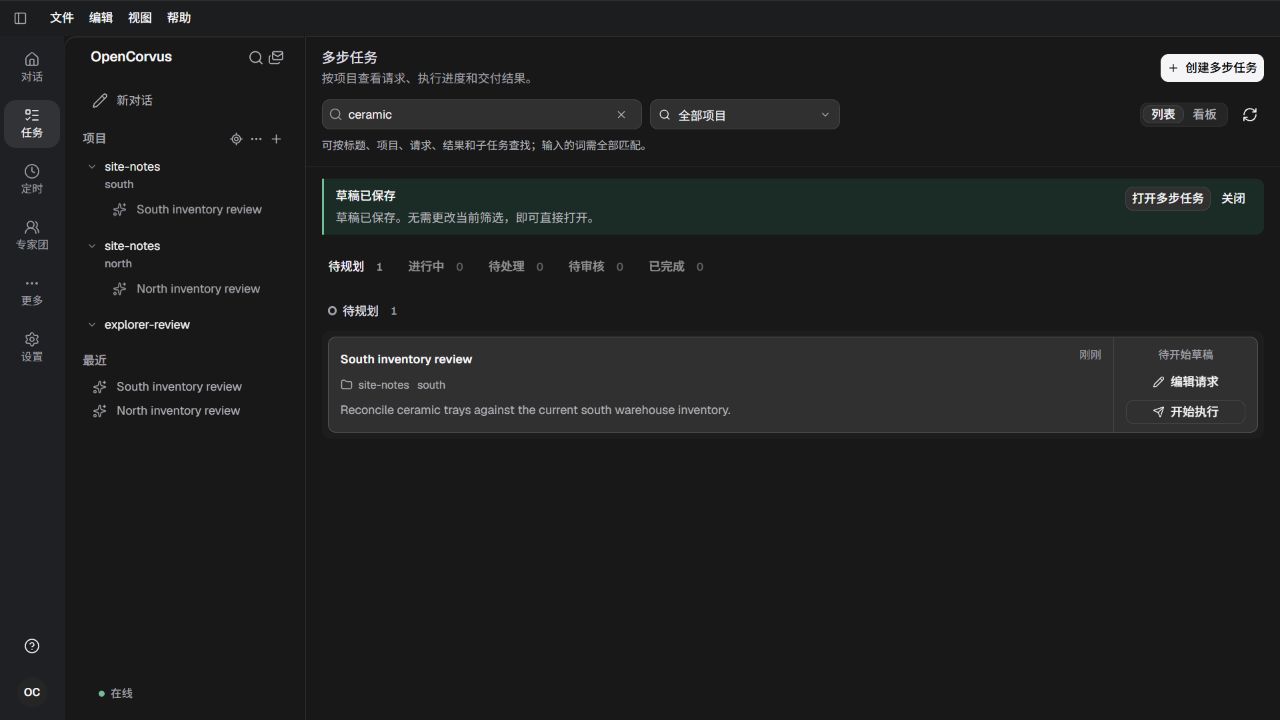 文件 编辑 视图 帮助
对话
任务
定时
专家团
更多
设置
OC
OpenCorvus
新对话
项目
site-notes
south
South inventory review
site-notes
north
North inventory review
explorer-review
最近
South inventory review
North inventory review
在线
多步任务
按项目查看请求、执行进度和交付结果。
创建多步任务
ceramic
全部项目
列表 看板
可按标题、项目、请求、结果和子任务查找；输入的词需全部匹配。
草稿已保存
草稿已保存。无需更改当前筛选，即可直接打开。
打开多步任务 关闭
待规划 1 进行中 0 待处理 0 待审核 0 已完成 0
待规划 1
South inventory review
刚刚
site-notes south
Reconcile ceramic trays against the current south warehouse inventory.
待开始草稿
编辑请求
开始执行